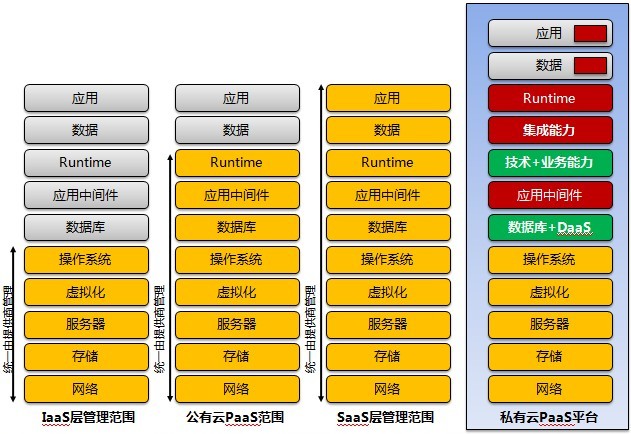 应用
数据
Runtime
应用中间件
数据库
操作系统
虚拟化
服务器
存储
网络
统一由提供商管理
IaaS层管理范围
应用
数据
Runtime
应用中间件
数据库
操作系统
虚拟化
服务器
存储
网络
统一由提供商管理
公有云PaaS范围
应用
数据
Runtime
应用中间件
数据库
操作系统
虚拟化
服务器
存储
网络
统一由提供商管理
SaaS层管理范围
应用
数据
Runtime
集成能力
技术+业务能力
应用中间件
数据库+DaaS
操作系统
虚拟化
服务器
存储
网络
私有云PaaS平台